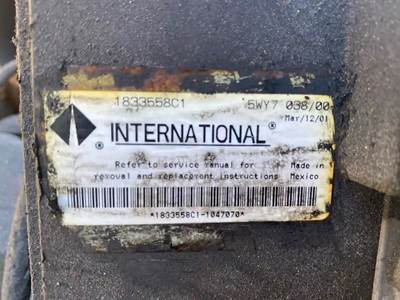 1833558C1 5WY7 038/00
Mar/12/01
® INTERNATIONAL®
Refer to service manual for Made in
removal and replacement instructions Mexico
*1833558C1-1047070*